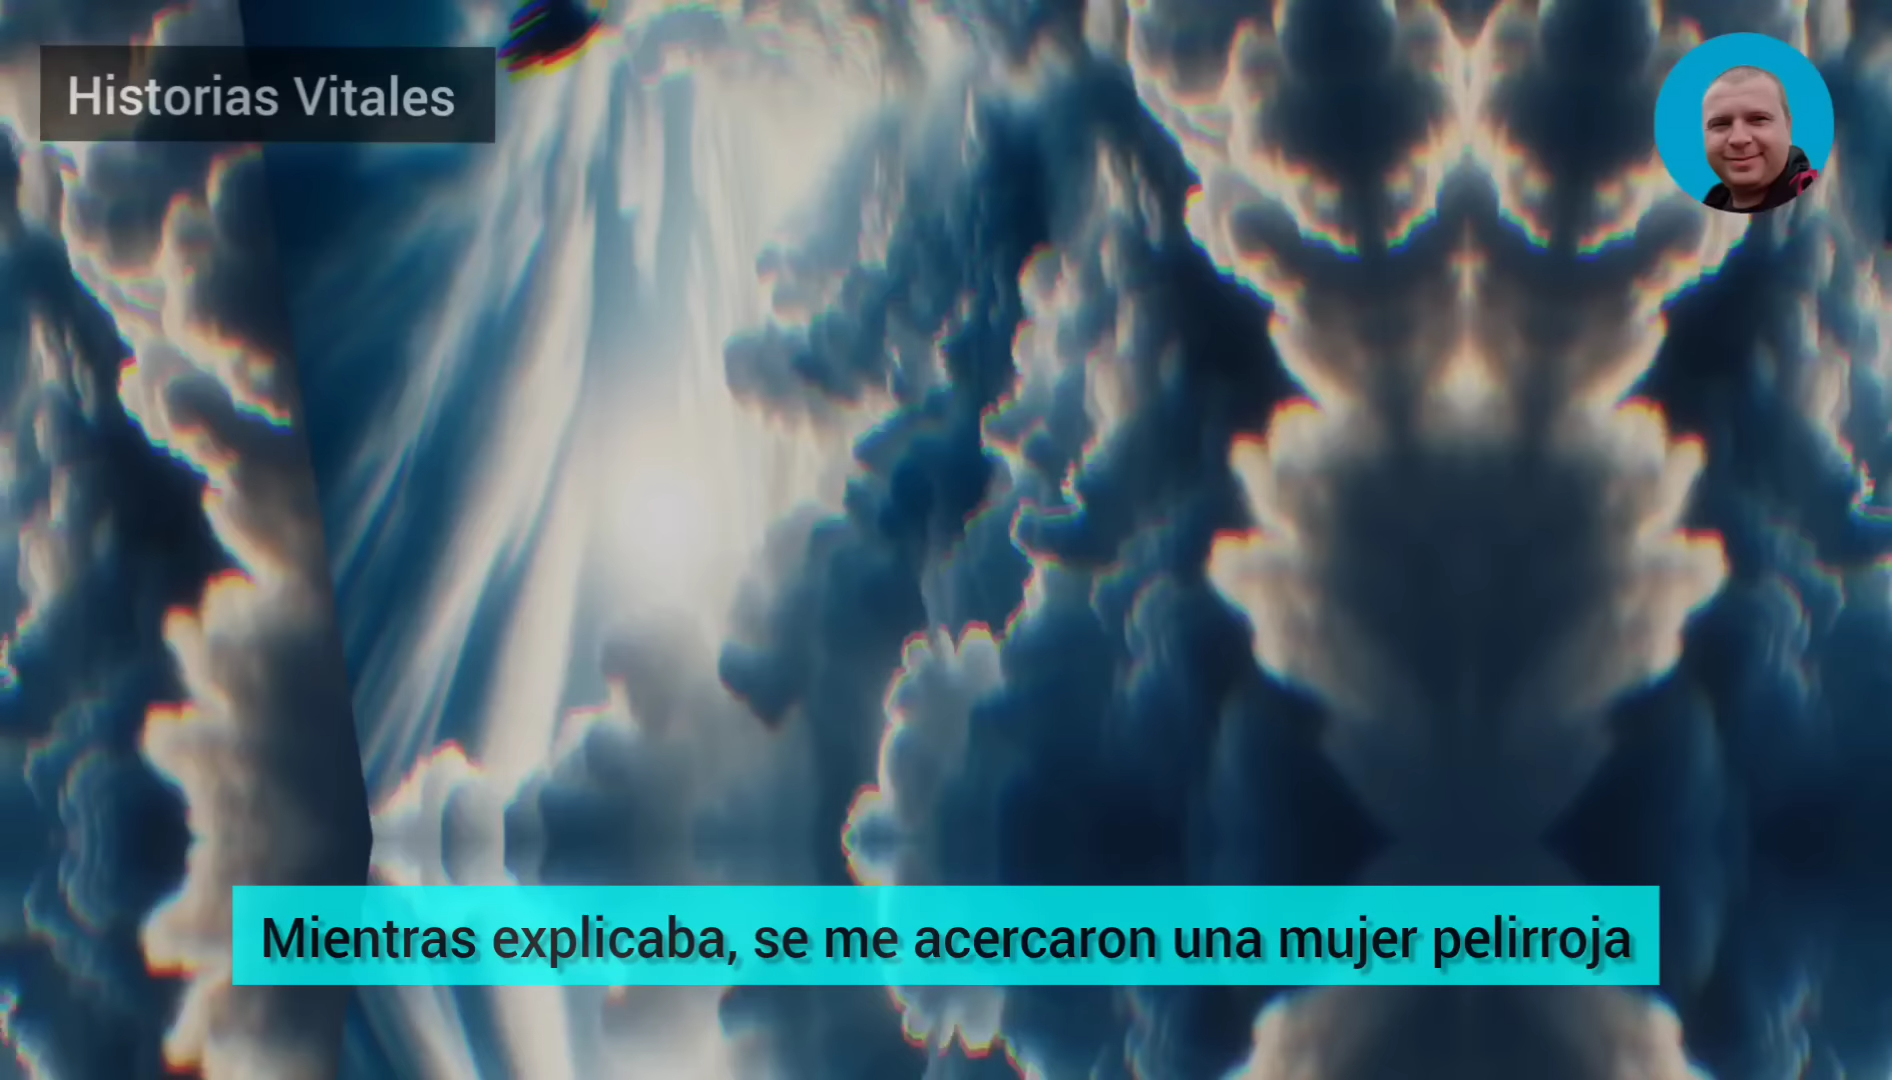 Historias Vitales
Mientras explicaba, se me acercaron una mujer pelirroja